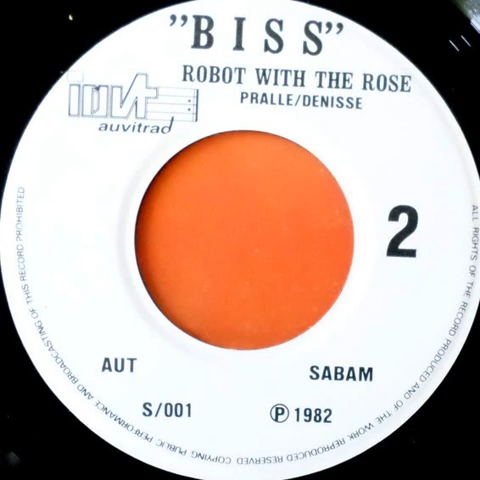 "BISS"
ROBOT WITH THE ROSE
PRALLE/DENISSE
auvitrad
2
AUT
SABAM
S/001
℗ 1982
ALL RIGHTS OF THE RECORD PRODUCED AND OF THE WORK REPRODUCED RESERVED COPYING PUBLIC PERFORMANCE AND BROADCASTING OF THIS RECORD PROHIBITED